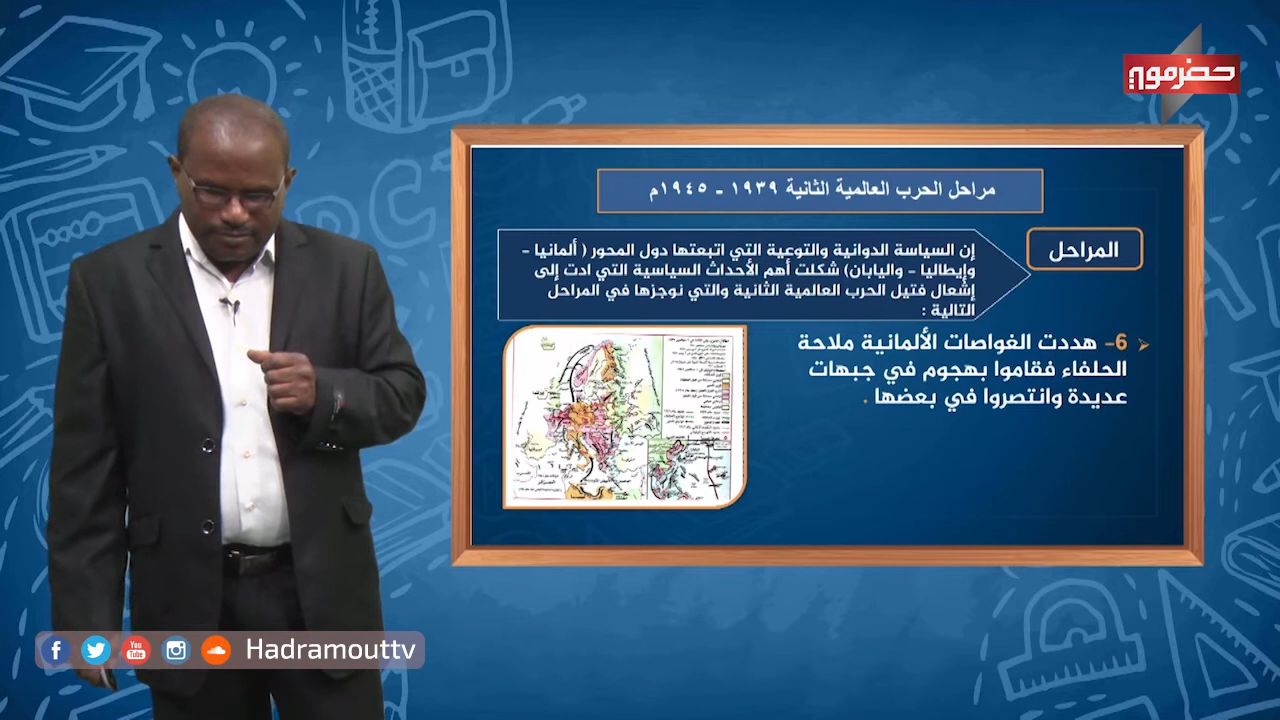 حضرموت
مراحل الحرب العالمية الثانية ١٩٣٩ - ١٩٤٥م
المراحل
إن السياسة الدوانية والتوعية التي اتبعتها دول المحور ( ألمانيا -
وإيطاليا - واليابان) شكلت أهم الأحداث السياسية التي ادت إلى
إشعال فتيل الحرب العالمية الثانية والتي نوجزها في المراحل
التالية :
6- هددت الغواصات الألمانية ملاحة
الحلفاء فقاموا بهجوم في جبهات
عديدة وانتصروا في بعضها .
You
Tube
Hadramouttv